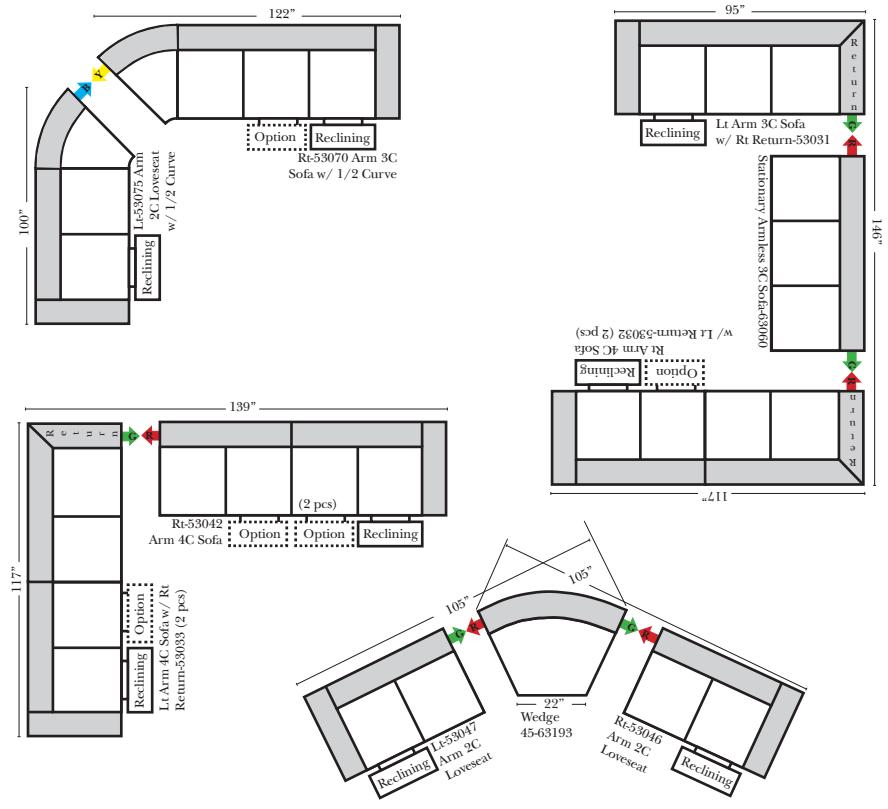 122”
Y
B
Option
Reclining
Rt-53070 Arm 3C
Sofa w/ 1/2 Curve
100”
Lt-53075 Arm
2C Loveseat
w/ 1/2 Curve
Reclining
95”
Return
G
R
Reclining
Lt Arm 3C Sofa
w/ Rt Return-53031
Stationary Armless 3C Sofa-63060
146”
G
R
Rt Arm 4C Sofa
w/ Lt Return-53032 (2 pcs)
Reclining
Option
Return
117”
139”
Return
G
R
(2 pcs)
Rt-53042
Arm 4C Sofa
Option
Option
Reclining
117”
Option
Reclining
Lt Arm 4C Sofa w/ Rt
Return-53033 (2 pcs)
105”
105”
G
R
G
R
22”
Wedge
45-63193
Reclining
Lt-53047
Arm 2C
Loveseat
Rt-53046
Arm 2C
Loveseat
Reclining